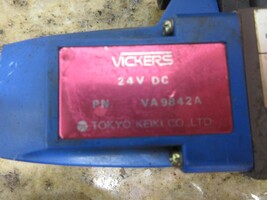 VICKERS
24V DC
PN VA9842A
TOKYO KEIKI CO., LTD.